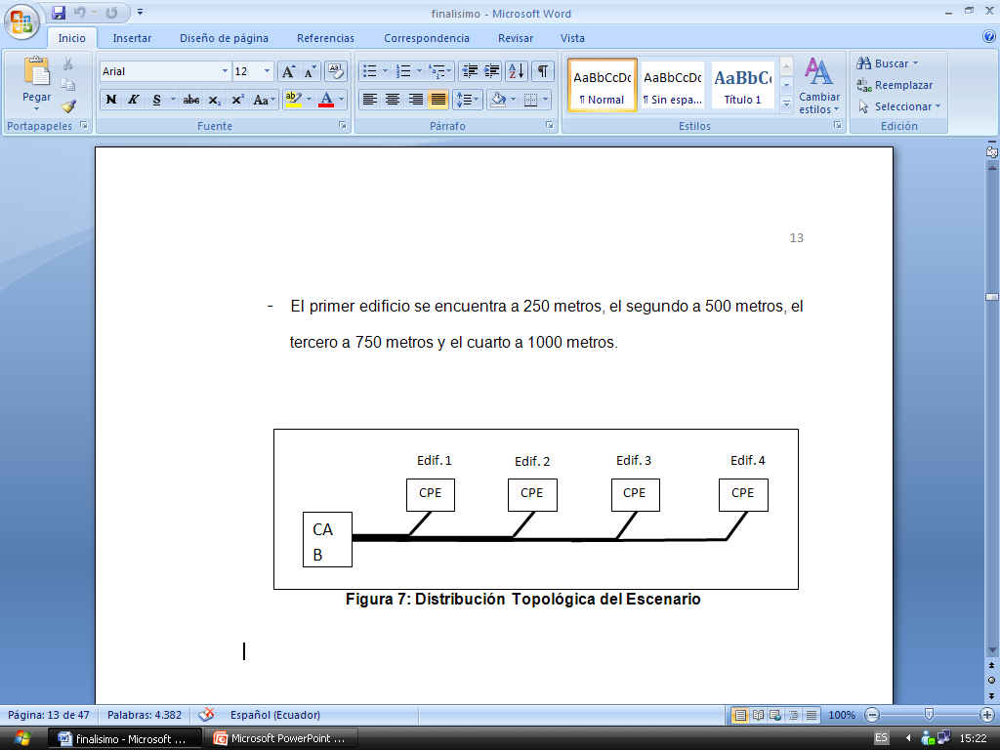 finalisimo - Microsoft Word
Inicio Insertar Diseño de página Referencias Correspondencia Revisar Vista
Pegar
Portapapeles
Arial 12
N K S abc x₂ x² Aa
Fuente
Párrafo
AaBbCcDc AaBbCcDc AaBbC
¶ Normal ¶ Sin espa... Título 1
Cambiar
estilos
Estilos
Buscar
Reemplazar
Seleccionar
Edición
13
- El primer edificio se encuentra a 250 metros, el segundo a 500 metros, el
tercero a 750 metros y el cuarto a 1000 metros.
Edif. 1 Edif. 2 Edif. 3 Edif. 4
CPE CPE CPE CPE
CA
B
Figura 7: Distribución Topológica del Escenario
Página: 13 de 47 Palabras: 4.382 Español (Ecuador) 100%
finalisimo - Microsoft ... Microsoft PowerPoint ... ES 15:22